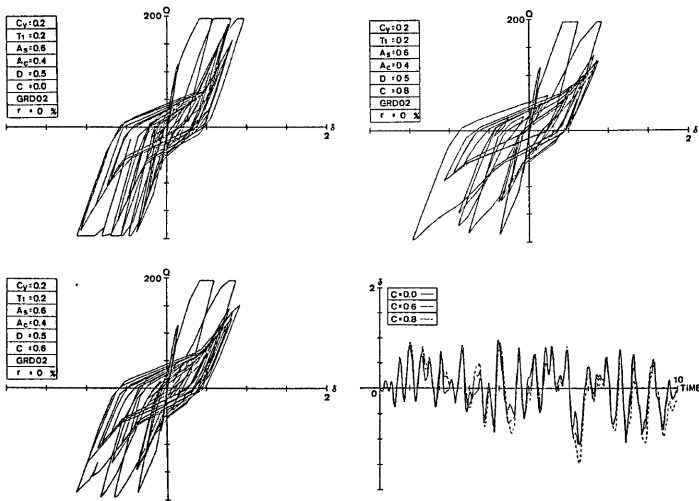 Cy=0.2
T1=0.2
As=0.6
Ac=0.4
D=0.5
C=0.0
GRD02
r=0 %
200
Q
2
δ
Cy=0.2
T1=0.2
As=0.6
Ac=0.4
D=0.5
C=0.8
GRD02
r=0 %
200
Q
2
δ
Cy=0.2
T1=0.2
As=0.6
Ac=0.4
D=0.5
C=0.6
GRD02
r=0 %
200
Q
2
δ
2
δ
C=0.0
C=0.6
C=0.8
0
10
TIME